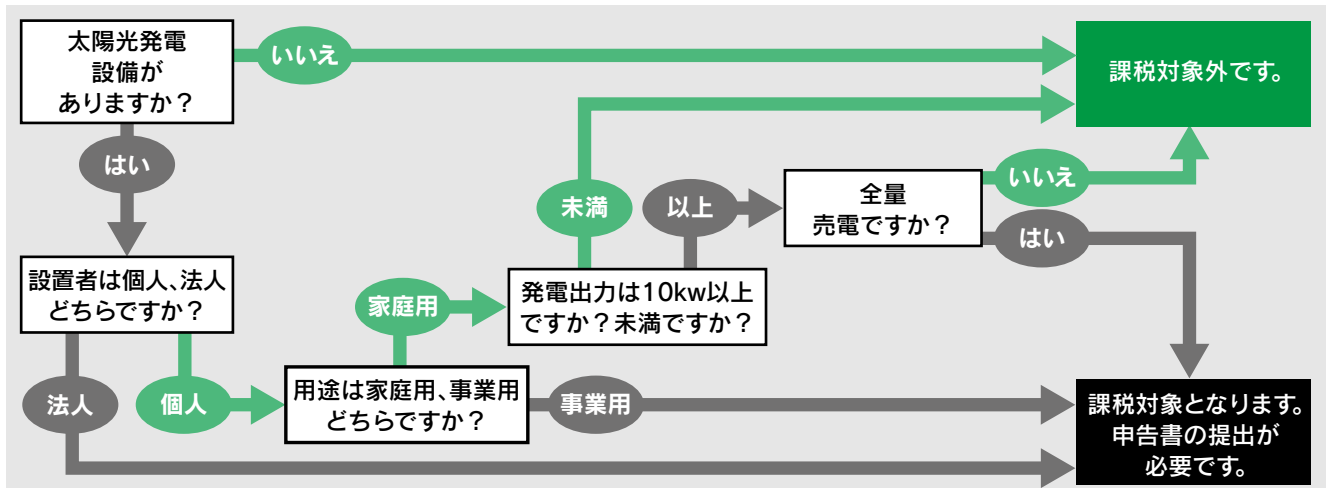 太陽光発電
設備が
ありますか？
いいえ
課税対象外です。
はい
未満
以上
全量
売電ですか？
いいえ
はい
設置者は個人、法人
どちらですか？
家庭用
発電出力は10kw以上
ですか？未満ですか？
法人
個人
用途は家庭用、事業用
どちらですか？
事業用
課税対象となります。
申告書の提出が
必要です。